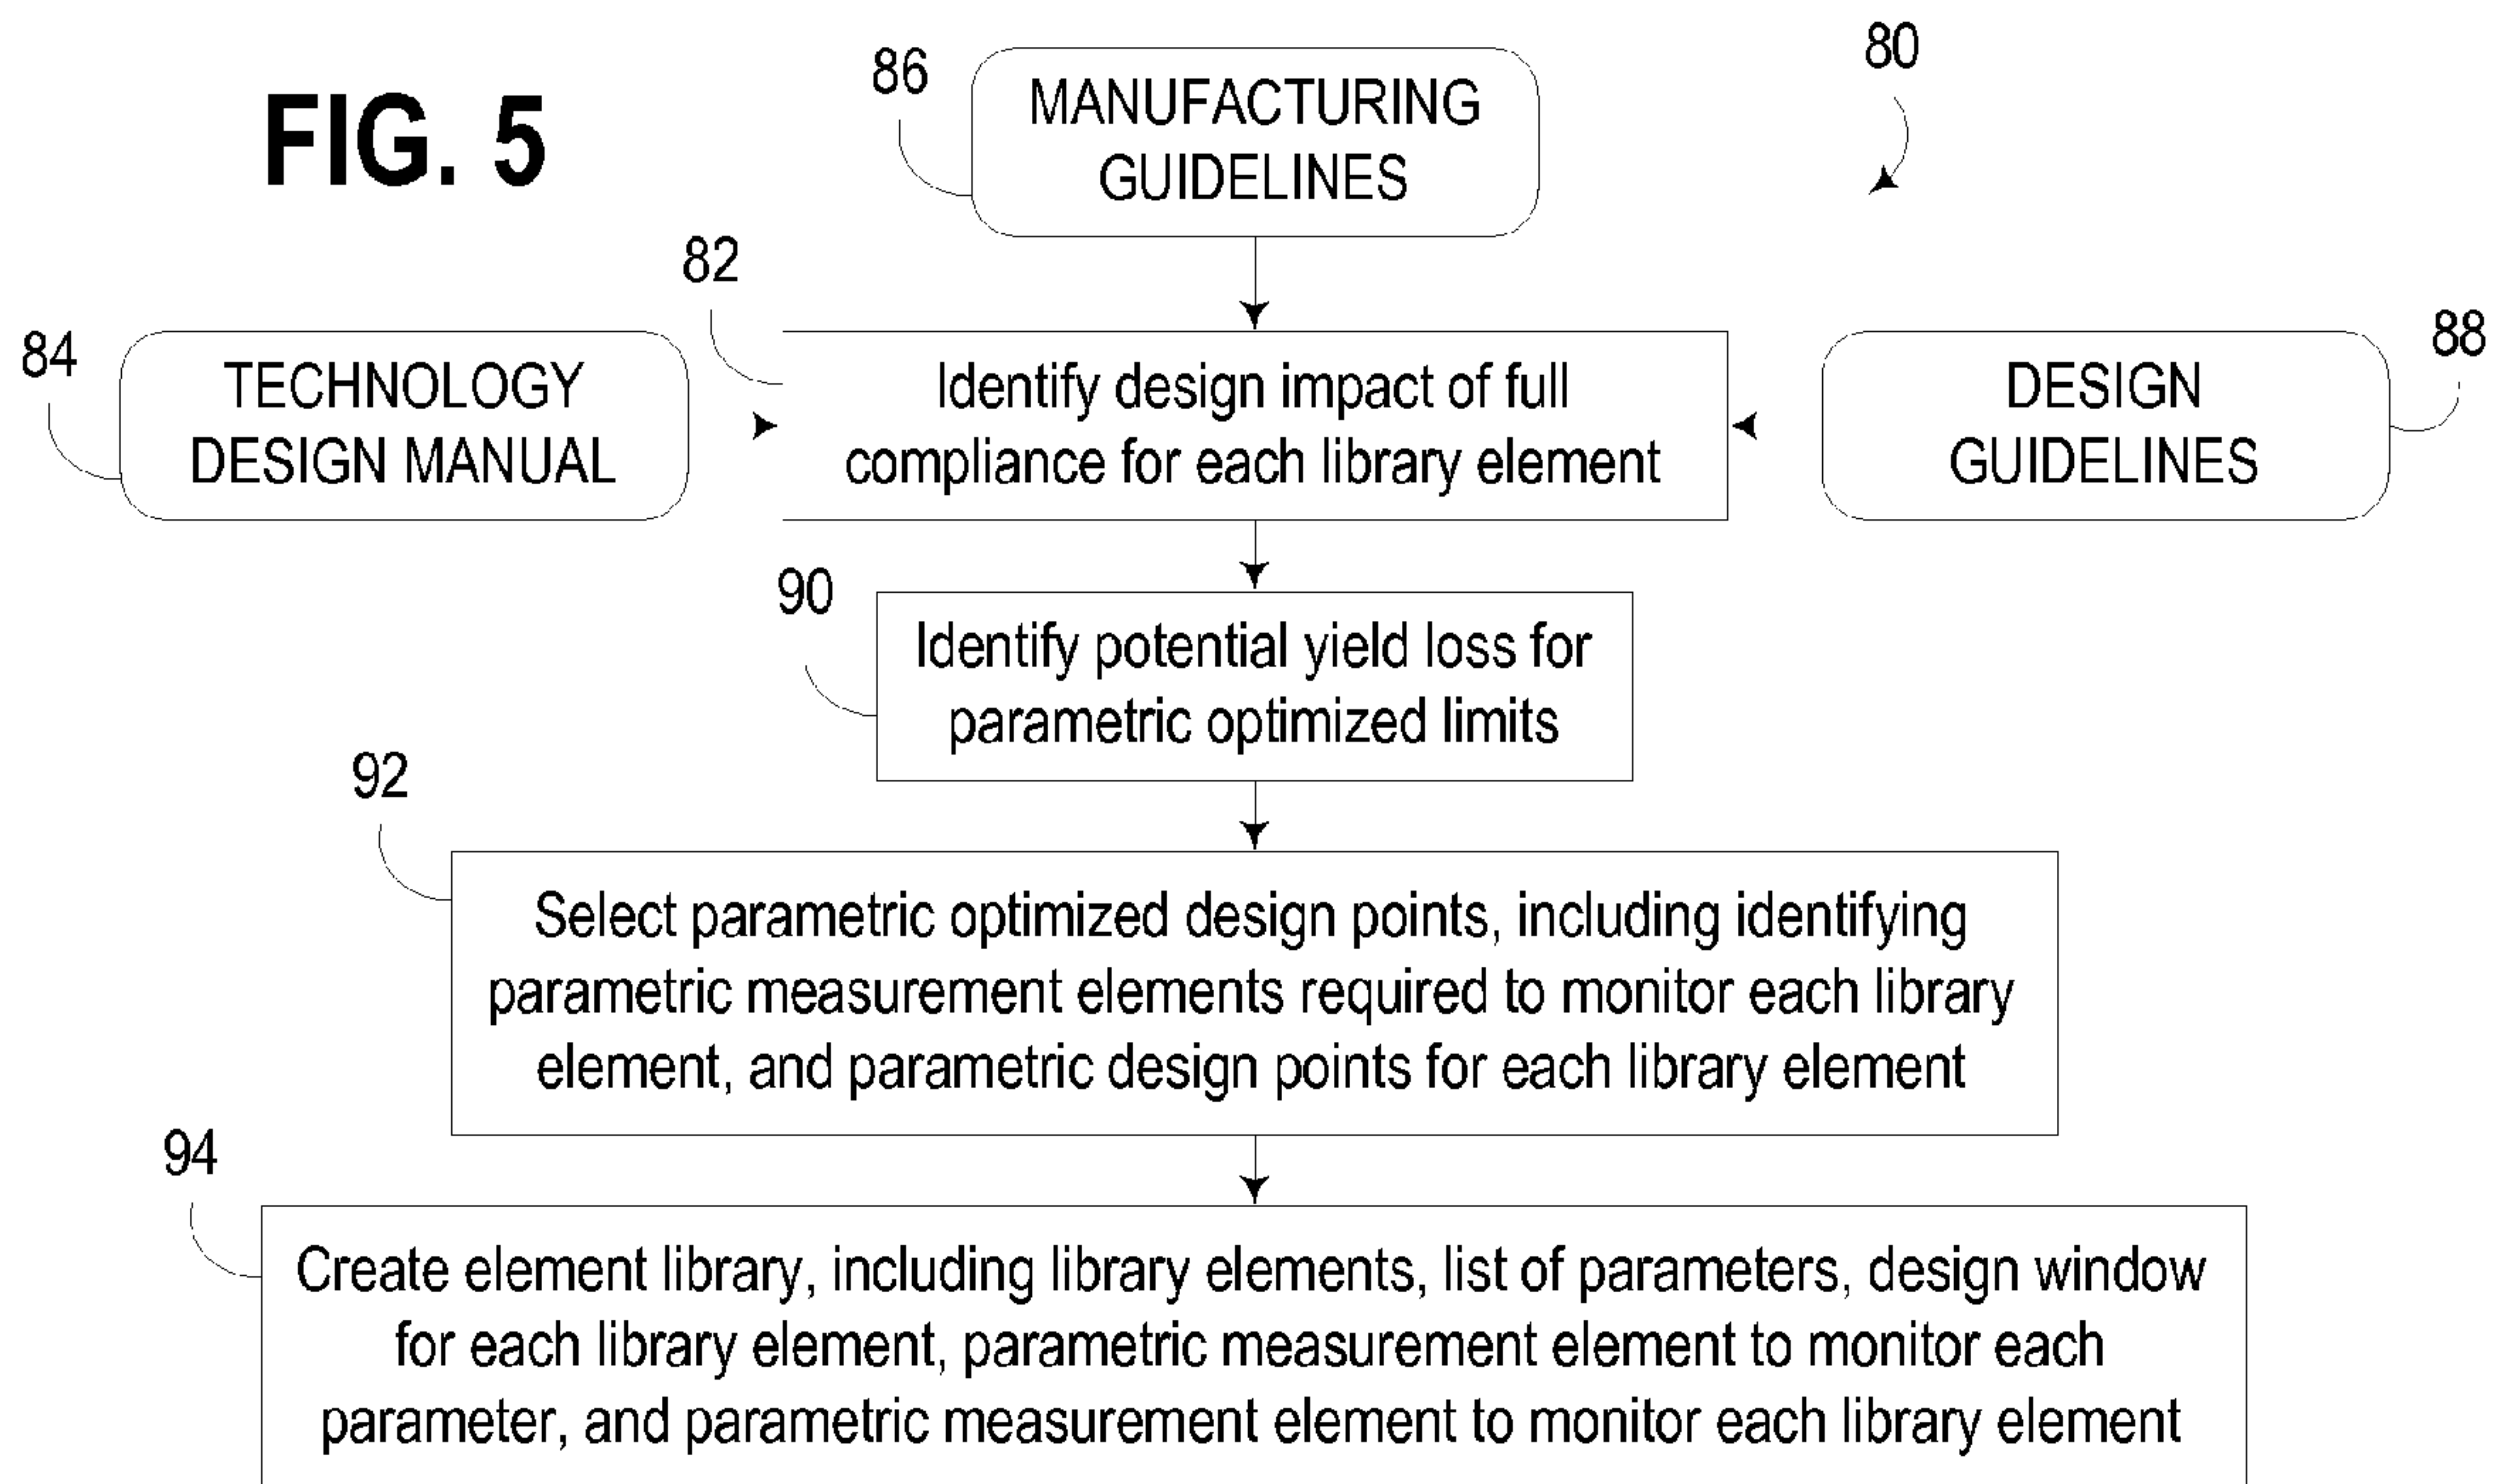 FIG. 5
86
MANUFACTURING
GUIDELINES
80
82
84
TECHNOLOGY
DESIGN MANUAL
Identify design impact of full
compliance for each library element
88
DESIGN
GUIDELINES
90
Identify potential yield loss for
parametric optimized limits
92
Select parametric optimized design points, including identifying
parametric measurement elements required to monitor each library
element, and parametric design points for each library element
94
Create element library, including library elements, list of parameters, design window
for each library element, parametric measurement element to monitor each
parameter, and parametric measurement element to monitor each library element